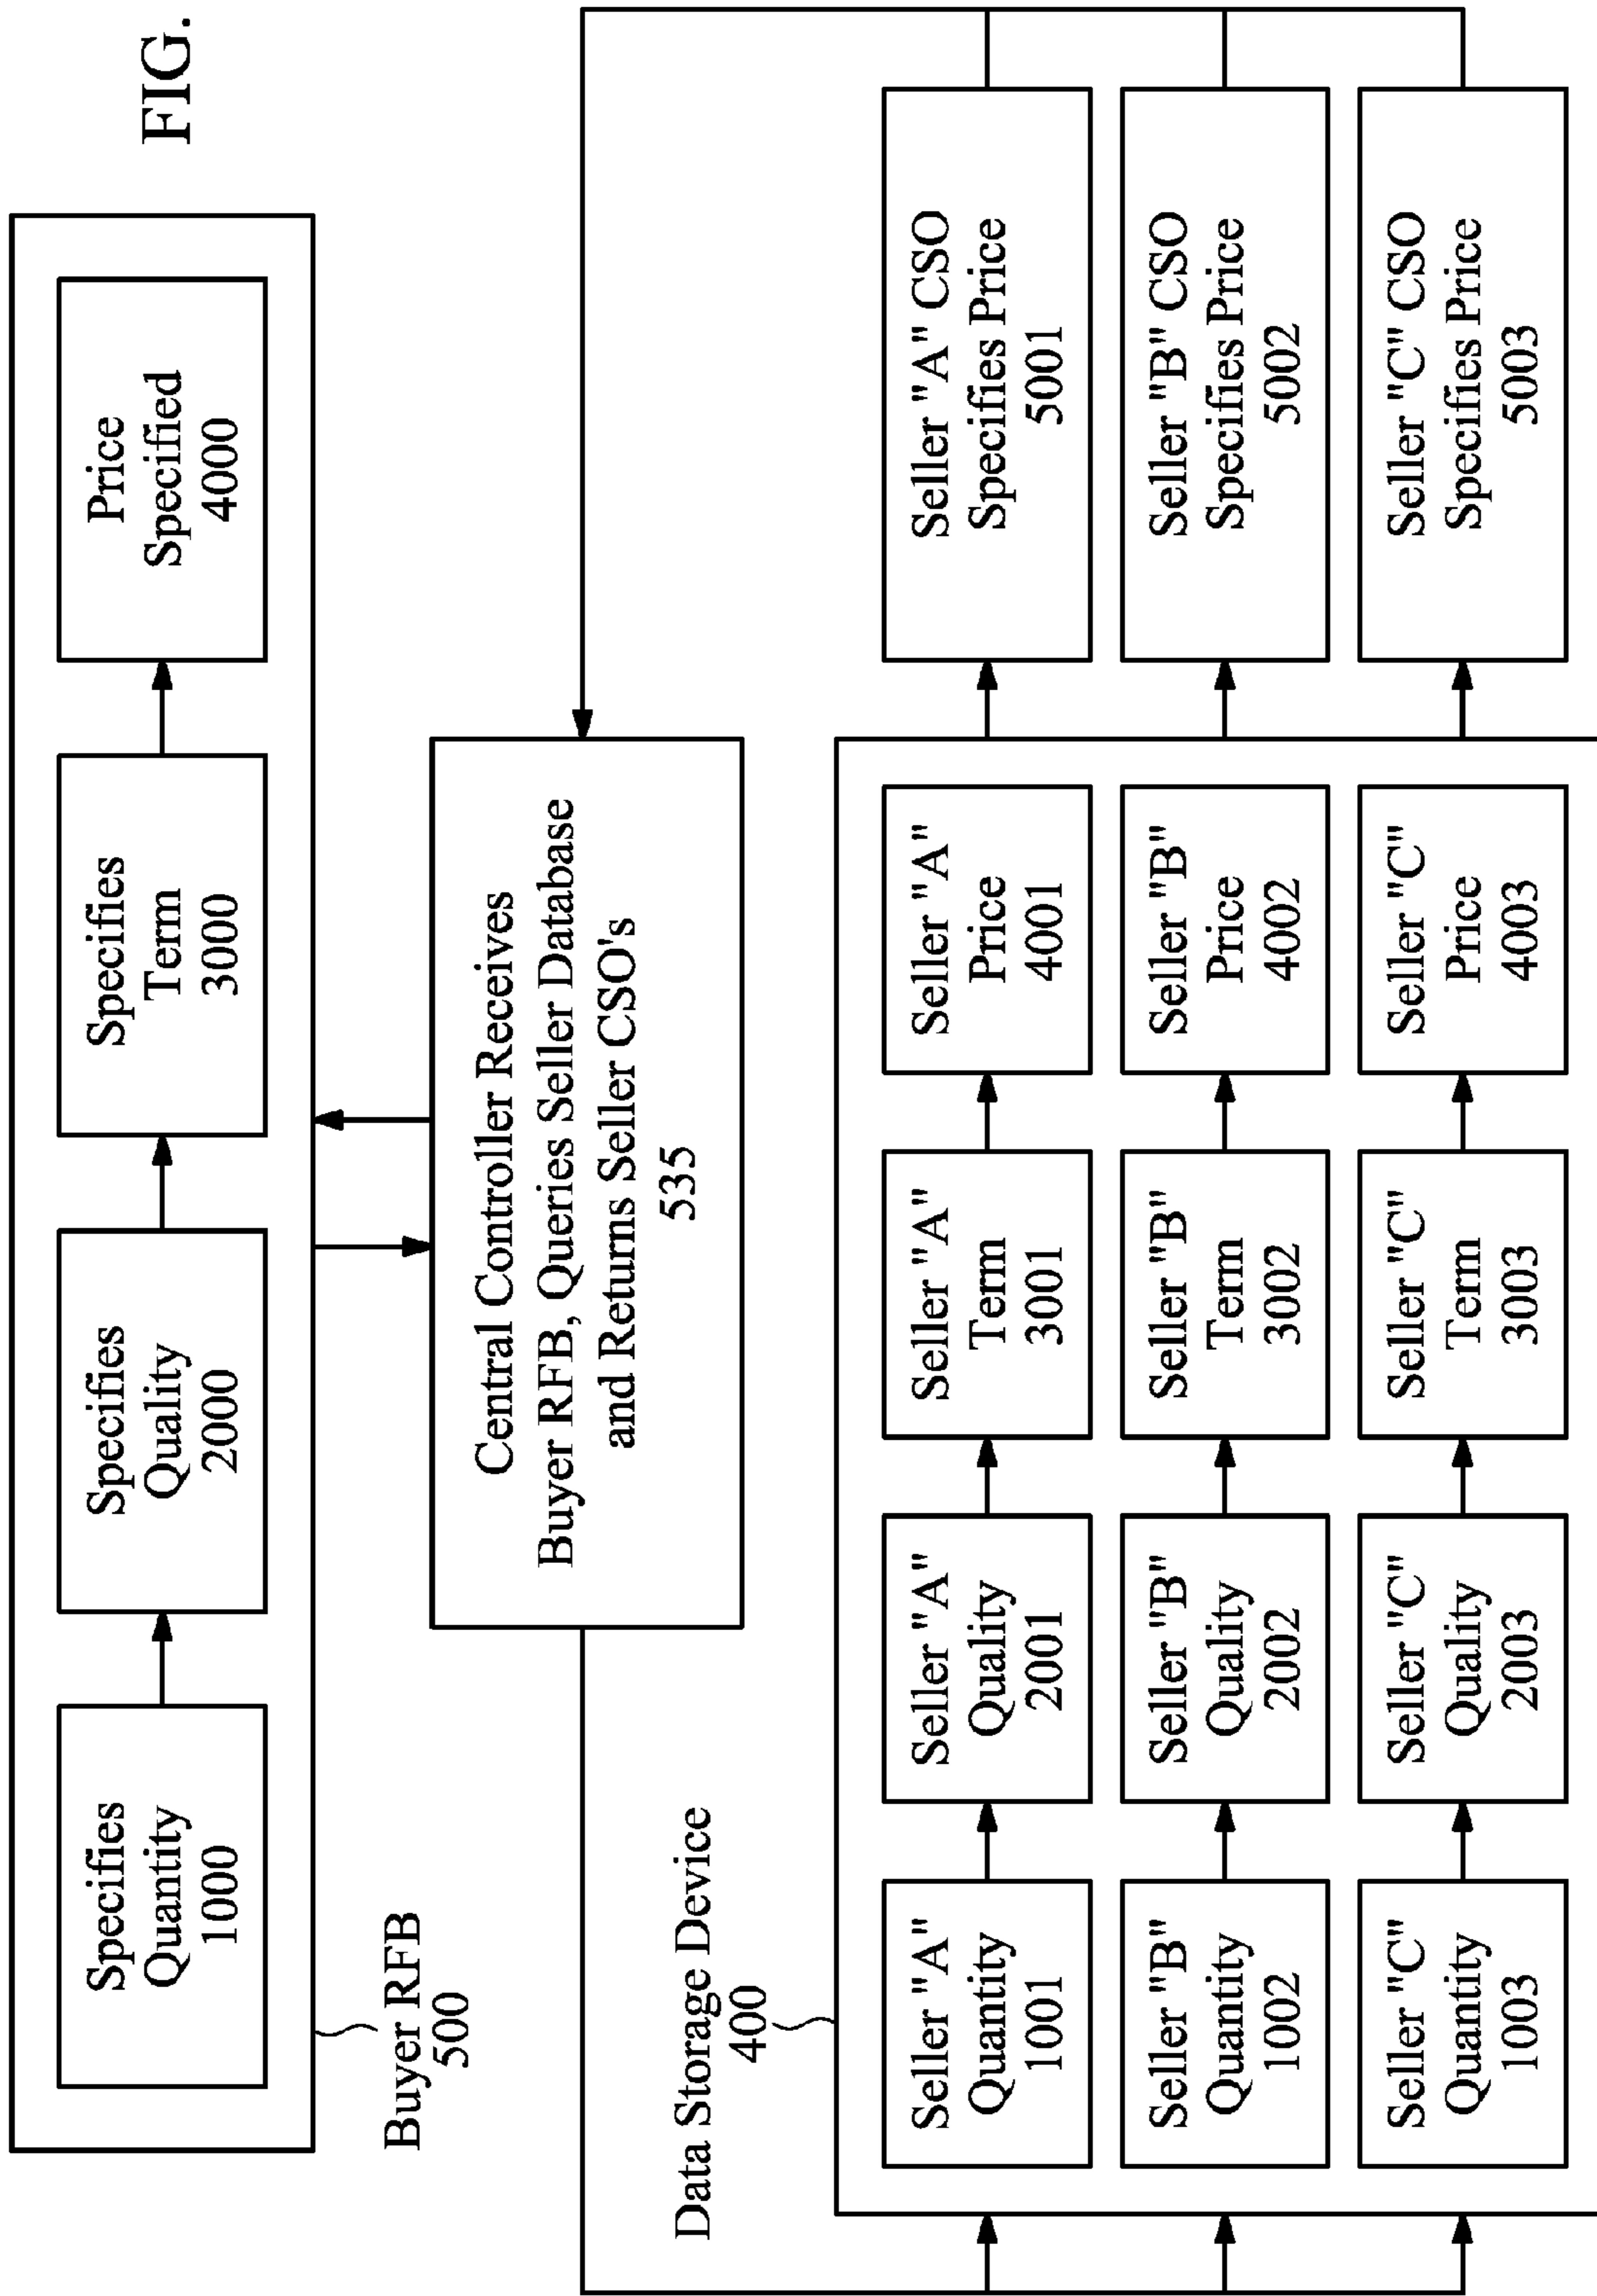 FIG.
Specifies
Quantity
1000
Specifies
Quality
2000
Specifies
Term
3000
Price
Specified
4000
Buyer RFB
500
Central Controller Receives
Buyer RFB, Queries Seller Database
and Returns Seller CSO's
535
Data Storage Device
400
Seller "A"
Quantity
1001
Seller "A"
Quality
2001
Seller "A"
Term
3001
Seller "A"
Price
4001
Seller "A" CSO
Specifies Price
5001
Seller "B"
Quantity
1002
Seller "B"
Quality
2002
Seller "B"
Term
3002
Seller "B"
Price
4002
Seller "B" CSO
Specifies Price
5002
Seller "C"
Quantity
1003
Seller "C"
Quality
2003
Seller "C"
Term
3003
Seller "C"
Price
4003
Seller "C" CSO
Specifies Price
5003